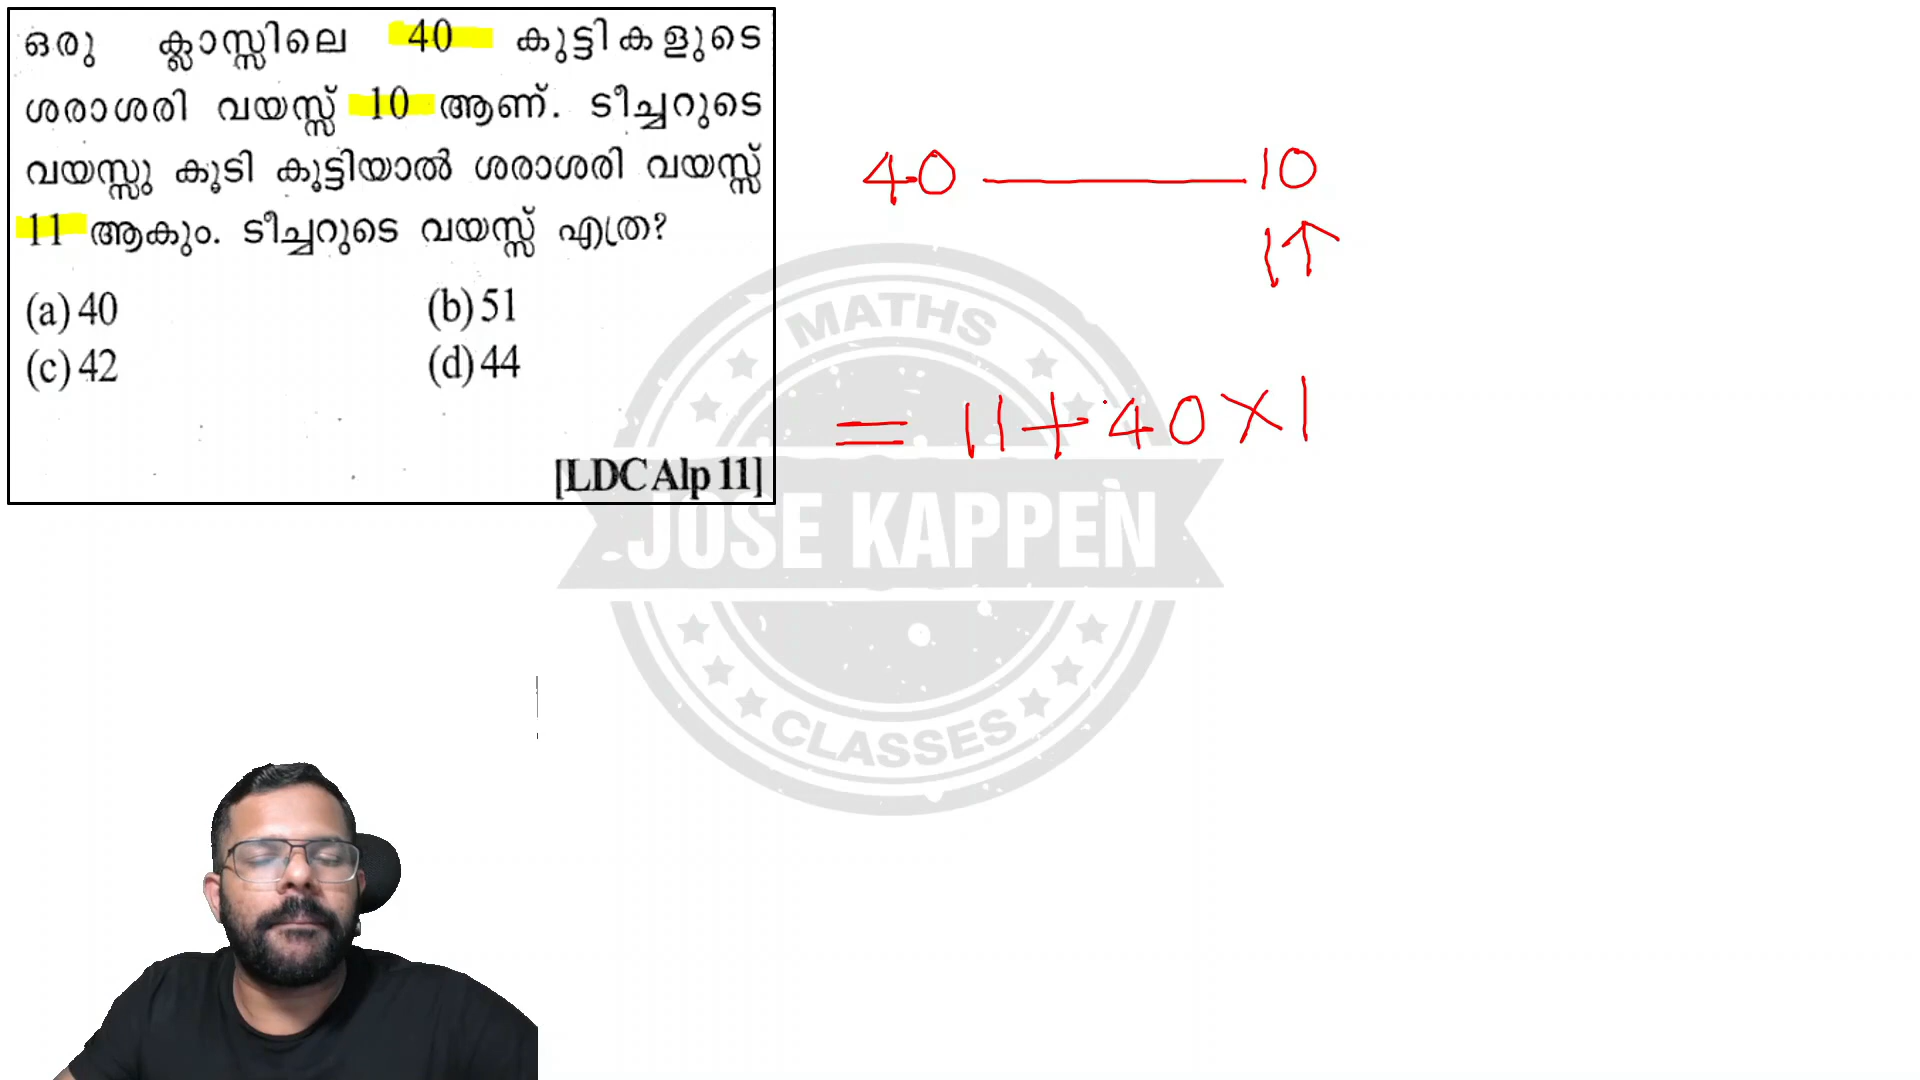 ഒരു ക്ലാസ്സിലെ 40 കുട്ടികളുടെ
ശരാശരി വയസ്സ് 10 ആണ്. ടീച്ചറുടെ
വയസ്സു കൂടി കൂട്ടിയാൽ ശരാശരി വയസ്സ്
11 ആകും. ടീച്ചറുടെ വയസ്സ് എത്ര?
(a) 40 (b) 51
(c) 42 (d) 44
[LDC Alp 11]
40 — 10
1↑
= 11 + 40 × 1
MATHS
JOSE KAPPEN
CLASSES